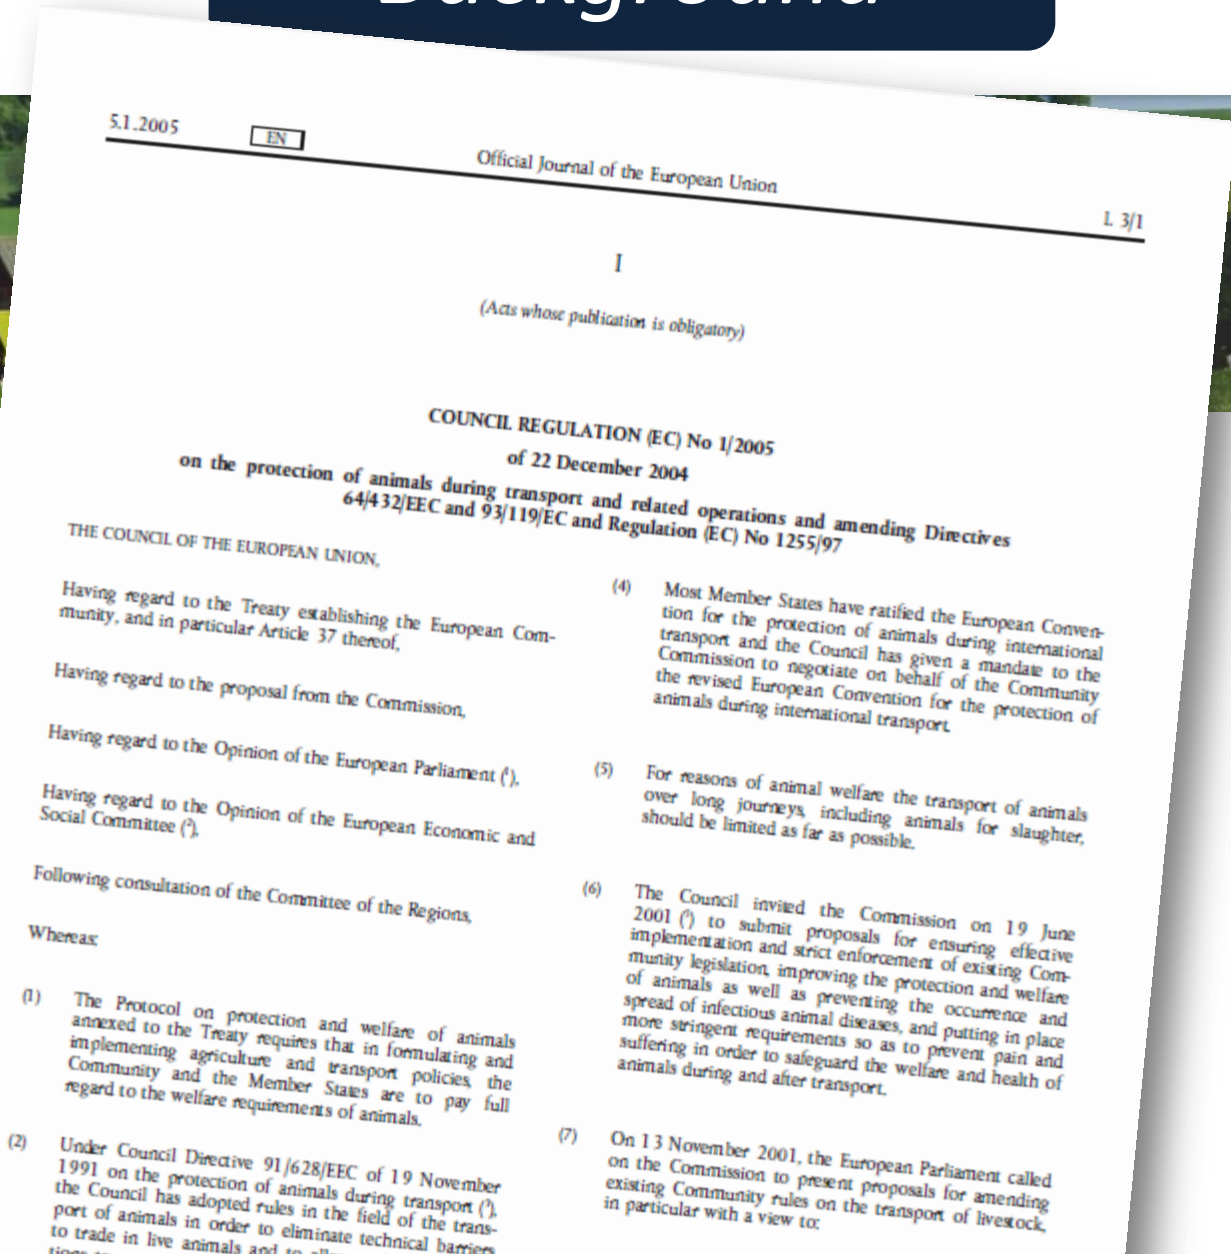 Background
5.1.2005
EN
Official Journal of the European Union
L 3/1
I
(Acts whose publication is obligatory)
COUNCIL REGULATION (EC) No 1/2005
of 22 December 2004
on the protection of animals during transport and related operations and amending Directives
64/432/EEC and 93/119/EC and Regulation (EC) No 1255/97
THE COUNCIL OF THE EUROPEAN UNION,
Having regard to the Treaty establishing the European Com-
munity, and in particular Article 37 thereof,
Having regard to the proposal from the Commission,
Having regard to the Opinion of the European Parliament (¹),
Having regard to the Opinion of the European Economic and
Social Committee (²),
Following consultation of the Committee of the Regions,
Whereas:
(1) The Protocol on protection and welfare of animals
annexed to the Treaty requires that in formulating and
implementing agriculture and transport policies, the
Community and the Member States are to pay full
regard to the welfare requirements of animals.
(2) Under Council Directive 91/628/EEC of 19 November
1991 on the protection of animals during transport (³),
the Council has adopted rules in the field of the trans-
port of animals in order to eliminate technical barriers
to trade in live animals and to
(4) Most Member States have ratified the European Conven-
tion for the protection of animals during international
transport and the Council has given a mandate to the
Commission to negotiate on behalf of the Community
the revised European Convention for the protection of
animals during international transport.
(5) For reasons of animal welfare the transport of animals
over long journeys, including animals for slaughter,
should be limited as far as possible.
(6) The Council invited the Commission on 19 June
2001 (⁵) to submit proposals for ensuring effective
implementation and strict enforcement of existing Com-
munity legislation, improving the protection and welfare
of animals as well as preventing the occurrence and
spread of infectious animal diseases, and putting in place
more stringent requirements so as to prevent pain and
suffering in order to safeguard the welfare and health of
animals during and after transport.
(7) On 13 November 2001, the European Parliament called
on the Commission to present proposals for amending
existing Community rules on the transport of livestock,
in particular with a view to: